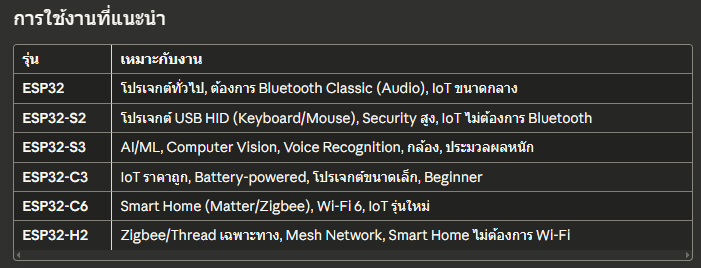 การใช้งานที่แนะนำ
รุ่น เหมาะกับงาน
ESP32 โปรเจกต์ทั่วไป, ต้องการ Bluetooth Classic (Audio), IoT ขนาดกลาง
ESP32-S2 โปรเจกต์ USB HID (Keyboard/Mouse), Security สูง, IoT ไม่ต้องการ Bluetooth
ESP32-S3 AI/ML, Computer Vision, Voice Recognition, กล้อง, ประมวลผลหนัก
ESP32-C3 IoT ราคาถูก, Battery-powered, โปรเจกต์ขนาดเล็ก, Beginner
ESP32-C6 Smart Home (Matter/Zigbee), Wi-Fi 6, IoT รุ่นใหม่
ESP32-H2 Zigbee/Thread เฉพาะทาง, Mesh Network, Smart Home ไม่ต้องการ Wi-Fi